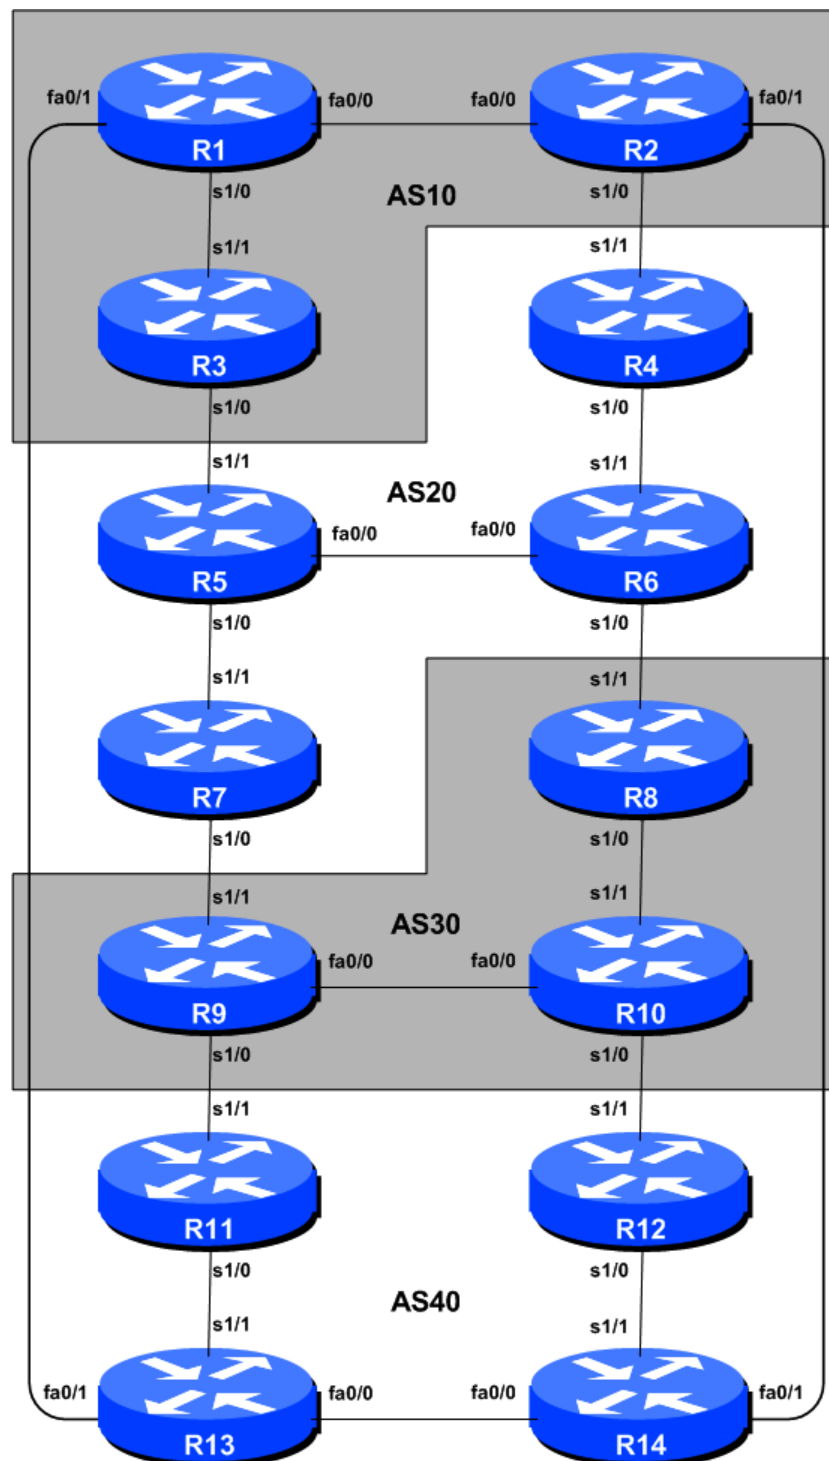 fa0/1 fa0/0 fa0/0 fa0/1
R1 R2
s1/0 s1/0
AS10
s1/1 s1/1
R3 R4
s1/0 s1/0
s1/1 s1/1
AS20
fa0/0 fa0/0
R5 R6
s1/0 s1/0
s1/1 s1/1
R7 R8
s1/0 s1/0
s1/1 s1/1
AS30
fa0/0 fa0/0
R9 R10
s1/0 s1/0
s1/1 s1/1
R11 R12
s1/0 s1/0
AS40
s1/1 s1/1
fa0/1 fa0/0 fa0/0 fa0/1
R13 R14